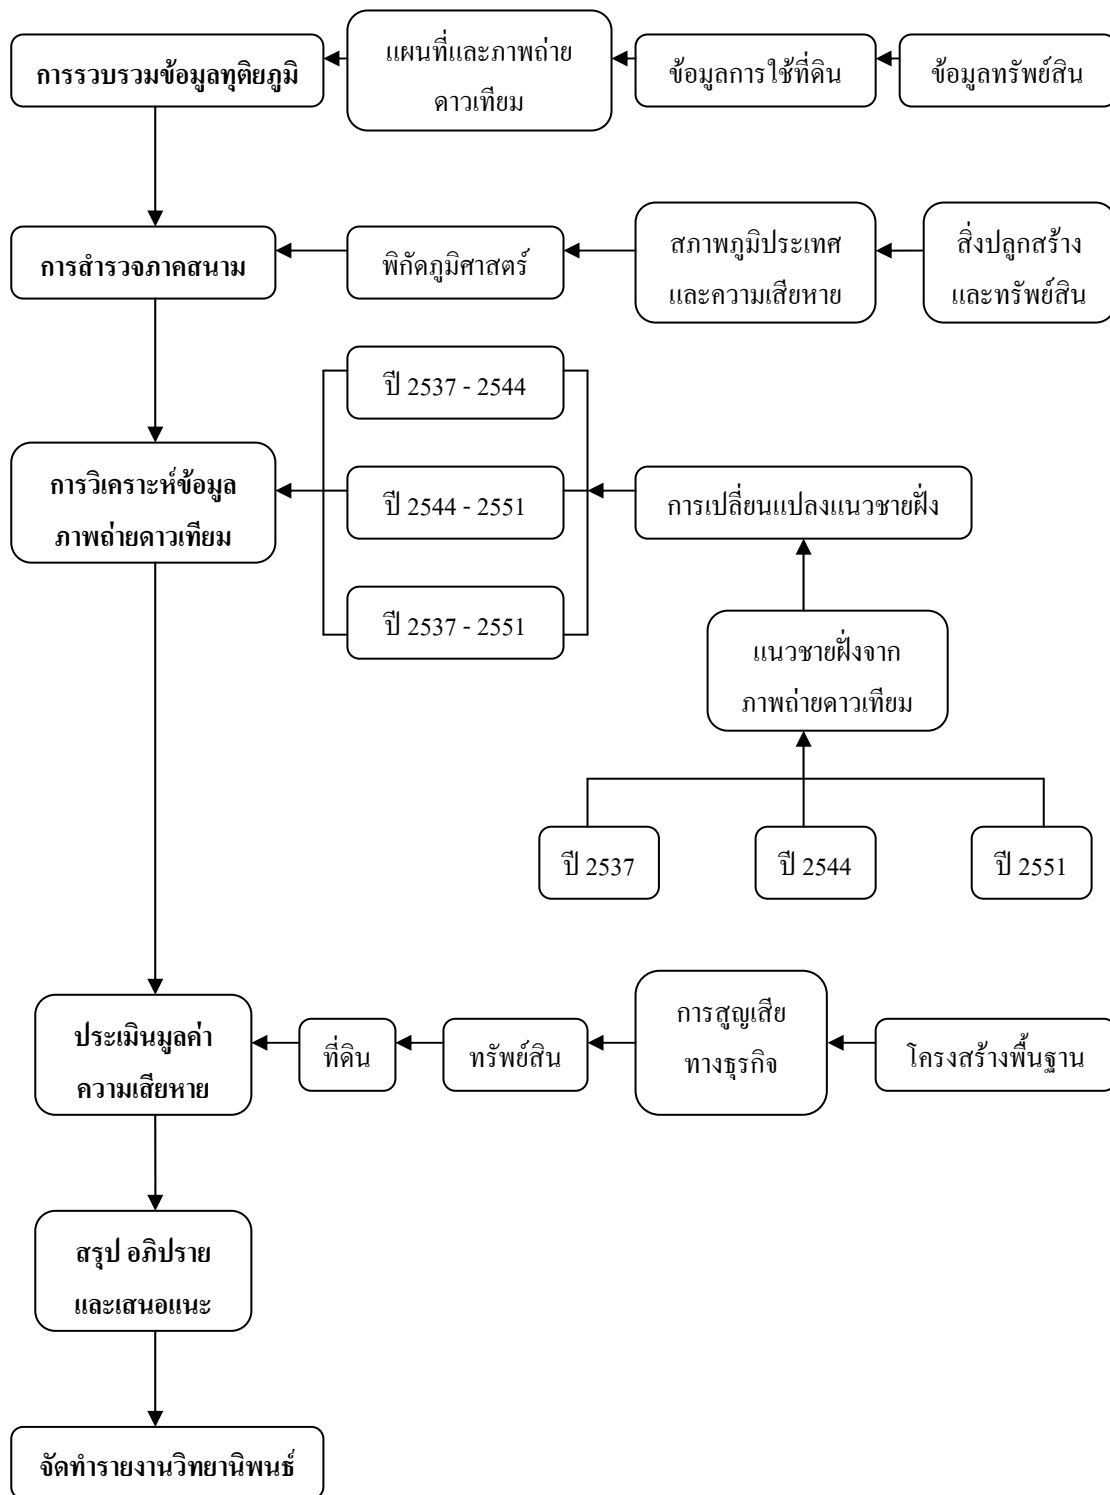 การรวบรวมข้อมูลทุติยภูมิ
แผนที่และภาพถ่าย
ดาวเทียม
ข้อมูลการใช้ที่ดิน
ข้อมูลทรัพย์สิน
การสำรวจภาคสนาม
พิกัดภูมิศาสตร์
สภาพภูมิประเทศ
และความเสียหาย
สิ่งปลูกสร้าง
และทรัพย์สิน
การวิเคราะห์ข้อมูล
ภาพถ่ายดาวเทียม
ปี 2537 - 2544
ปี 2544 - 2551
ปี 2537 - 2551
การเปลี่ยนแปลงแนวชายฝั่ง
แนวชายฝั่งจาก
ภาพถ่ายดาวเทียม
ปี 2537
ปี 2544
ปี 2551
ประเมินมูลค่า
ความเสียหาย
ที่ดิน
ทรัพย์สิน
การสูญเสีย
ทางธุรกิจ
โครงสร้างพื้นฐาน
สรุป อภิปราย
และเสนอแนะ
จัดทำรายงานวิทยานิพนธ์